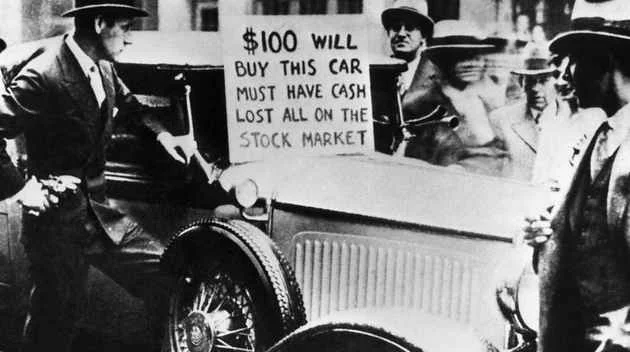 $100 WILL
BUY THIS CAR
MUST HAVE CASH
LOST ALL ON THE
STOCK MARKET